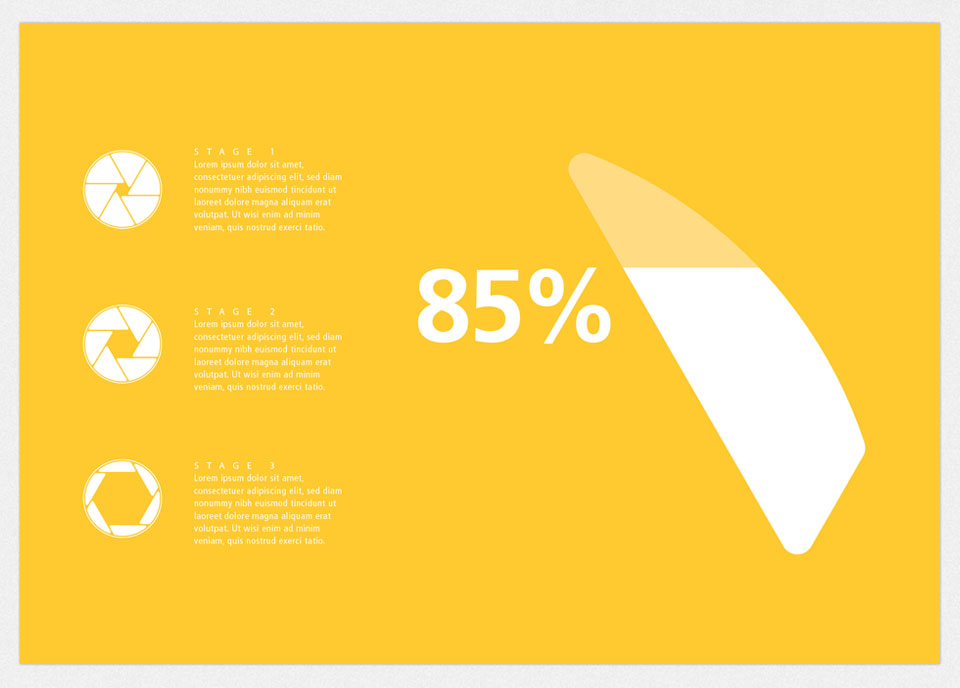 STAGE 1
Lorem ipsum dolor sit amet,
consectetuer adipiscing elit, sed diam
nonummy nibh euismod tincidunt ut
laoreet dolore magna aliquam erat
volutpat. Ut wisi enim ad minim
veniam, quis nostrud exerci tatio.
STAGE 2
Lorem ipsum dolor sit amet,
consectetuer adipiscing elit, sed diam
nonummy nibh euismod tincidunt ut
laoreet dolore magna aliquam erat
volutpat. Ut wisi enim ad minim
veniam, quis nostrud exerci tatio.
STAGE 3
Lorem ipsum dolor sit amet,
consectetuer adipiscing elit, sed diam
nonummy nibh euismod tincidunt ut
laoreet dolore magna aliquam erat
volutpat. Ut wisi enim ad minim
veniam, quis nostrud exerci tatio.
85%